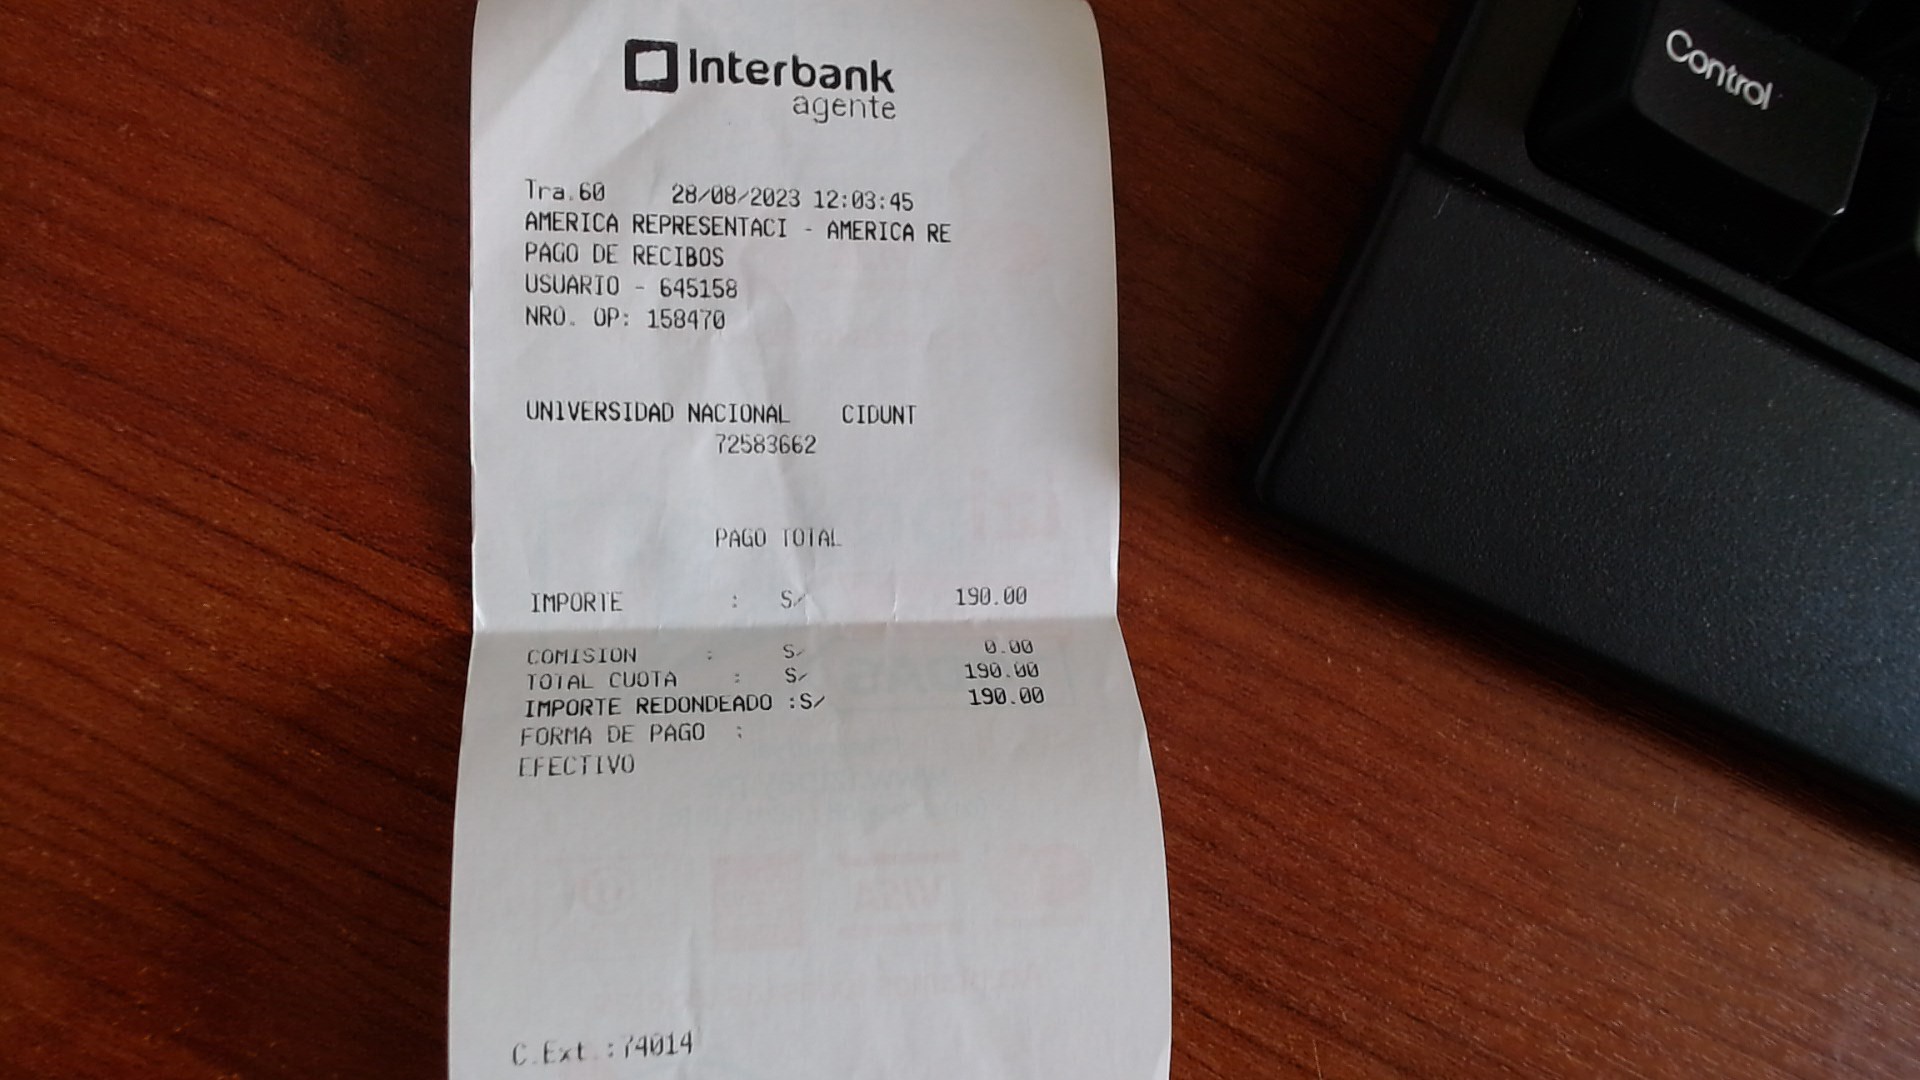 Interbank
agente
Tra.60 28/08/2023 12:03:45
AMERICA REPRESENTACI - AMERICA RE
PAGO DE RECIBOS
USUARIO - 645158
NRO. OP: 158470
UN1VERSIDAD NACIONAL CIDUNT
72583662
PAGO TOTAL
IMPORTE : S/ 190.00
COMISION : S/ 0.00
TOTAL CUOTA : S/ 190.00
IMPORTE REDONDEADO :S/ 190.00
FORMA DE PAGO :
EFECTIVO
C.Ext.:74014
Control